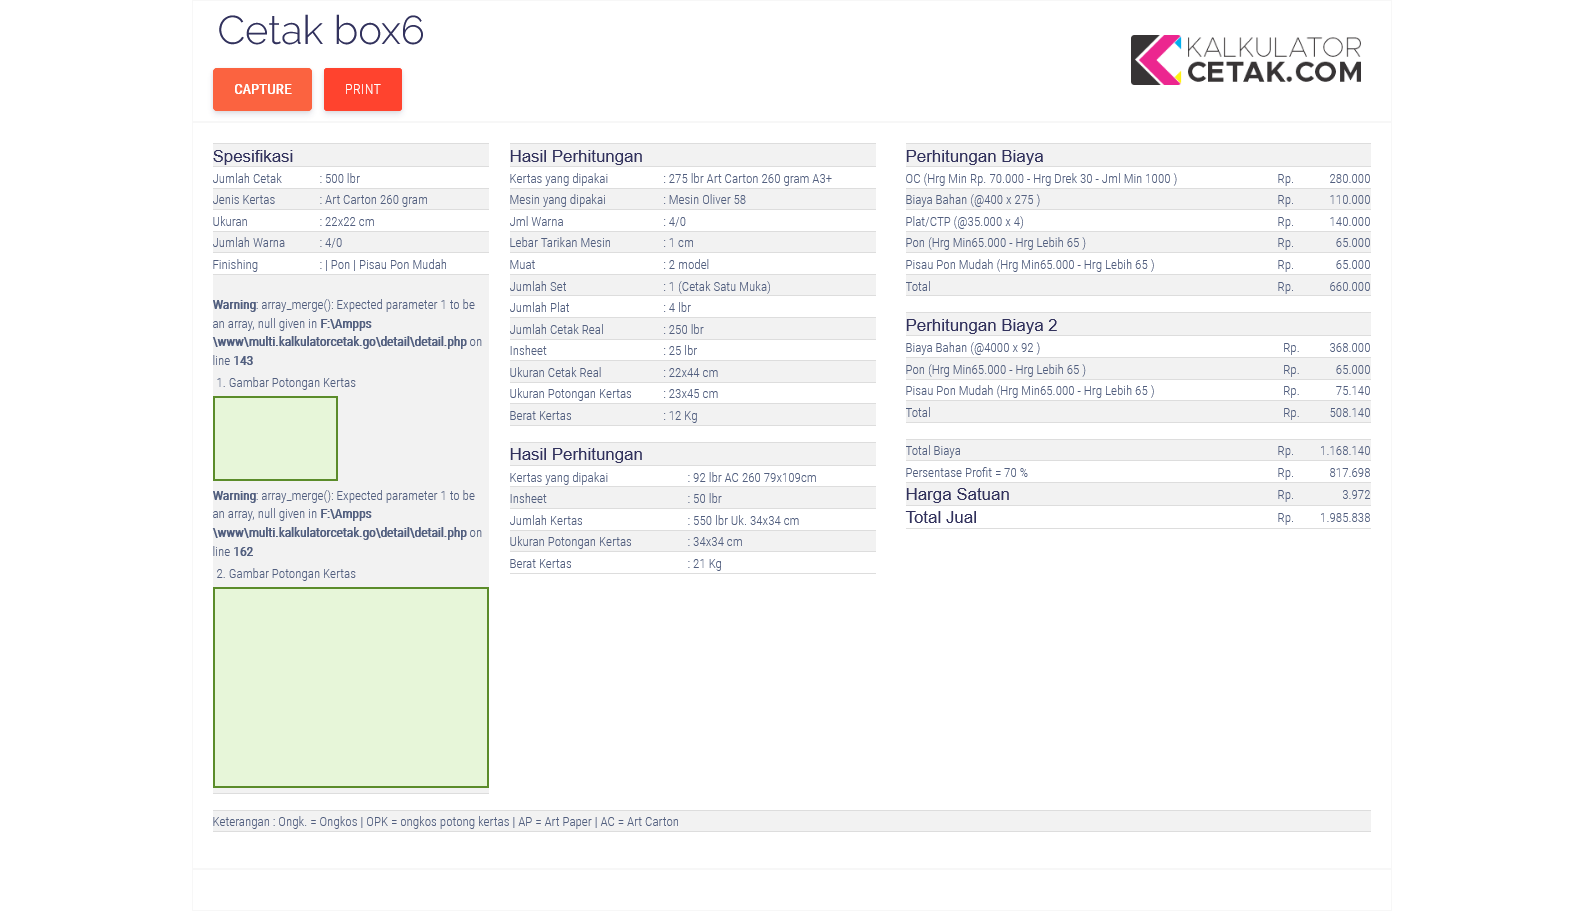 Cetak box6
CAPTURE
PRINT
KALKULATOR
CETAK.COM
Spesifikasi
Jumlah Cetak : 500 lbr
Jenis Kertas : Art Carton 260 gram
Ukuran : 22x22 cm
Jumlah Warna : 4/0
Finishing : | Pon | Pisau Pon Mudah
Warning: array_merge(): Expected parameter 1 to be
an array, null given in F:\Ampps
\www\multi.kalkulatorcetak.go\detail\detail.php on
line 143
1. Gambar Potongan Kertas
Warning: array_merge(): Expected parameter 1 to be
an array, null given in F:\Ampps
\www\multi.kalkulatorcetak.go\detail\detail.php on
line 162
2. Gambar Potongan Kertas
Hasil Perhitungan
Kertas yang dipakai : 275 lbr Art Carton 260 gram A3+
Mesin yang dipakai : Mesin Oliver 58
Jml Warna : 4/0
Lebar Tarikan Mesin : 1 cm
Muat : 2 model
Jumlah Set : 1 (Cetak Satu Muka)
Jumlah Plat : 4 lbr
Jumlah Cetak Real : 250 lbr
Insheet : 25 lbr
Ukuran Cetak Real : 22x44 cm
Ukuran Potongan Kertas : 23x45 cm
Berat Kertas : 12 Kg
Hasil Perhitungan
Kertas yang dipakai : 92 lbr AC 260 79x109cm
Insheet : 50 lbr
Jumlah Kertas : 550 lbr Uk. 34x34 cm
Ukuran Potongan Kertas : 34x34 cm
Berat Kertas : 21 Kg
Perhitungan Biaya
OC (Hrg Min Rp. 70.000 - Hrg Drek 30 - Jml Min 1000 ) Rp. 280.000
Biaya Bahan (@400 x 275 ) Rp. 110.000
Plat/CTP (@35.000 x 4) Rp. 140.000
Pon (Hrg Min65.000 - Hrg Lebih 65 ) Rp. 65.000
Pisau Pon Mudah (Hrg Min65.000 - Hrg Lebih 65 ) Rp. 65.000
Total Rp. 660.000
Perhitungan Biaya 2
Biaya Bahan (@4000 x 92 ) Rp. 368.000
Pon (Hrg Min65.000 - Hrg Lebih 65 ) Rp. 65.000
Pisau Pon Mudah (Hrg Min65.000 - Hrg Lebih 65 ) Rp. 75.140
Total Rp. 508.140
Total Biaya Rp. 1.168.140
Persentase Profit = 70 % Rp. 817.698
Harga Satuan Rp. 3.972
Total Jual Rp. 1.985.838
Keterangan : Ongk. = Ongkos | OPK = ongkos potong kertas | AP = Art Paper | AC = Art Carton